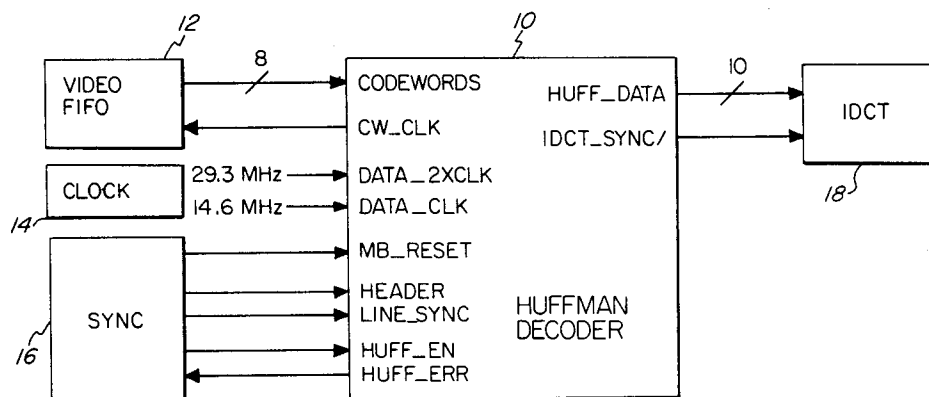 12
10
VIDEO
FIFO
8
CODEWORDS
CW_CLK
HUFF_DATA
10
IDCT_SYNC/
IDCT
18
CLOCK
14
29.3 MHz
14.6 MHz
DATA_2XCLK
DATA_CLK
MB_RESET
HEADER
LINE_SYNC
HUFF_EN
HUFF_ERR
SYNC
16
HUFFMAN
DECODER